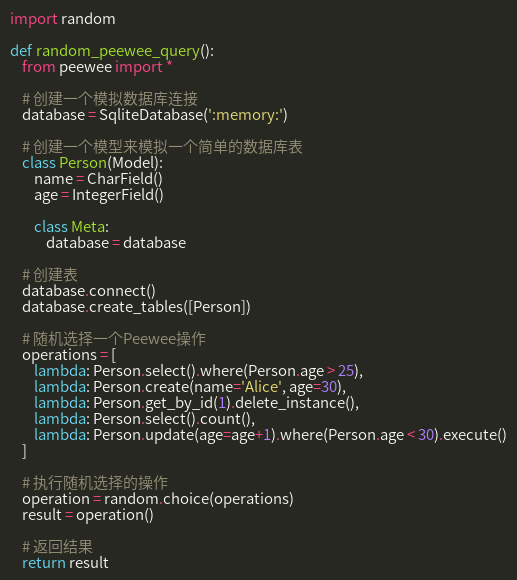 import random

def random_peewee_query():
    from peewee import *

    # 创建一个模拟数据库连接
    database = SqliteDatabase(':memory:')

    # 创建一个模型来模拟一个简单的数据库表
    class Person(Model):
        name = CharField()
        age = IntegerField()

        class Meta:
            database = database

    # 创建表
    database.connect()
    database.create_tables([Person])

    # 随机选择一个Peewee操作
    operations = [
        lambda: Person.select().where(Person.age > 25),
        lambda: Person.create(name='Alice', age=30),
        lambda: Person.get_by_id(1).delete_instance(),
        lambda: Person.select().count(),
        lambda: Person.update(age=age+1).where(Person.age < 30).execute()
    ]

    # 执行随机选择的操作
    operation = random.choice(operations)
    result = operation()

    # 返回结果
    return result